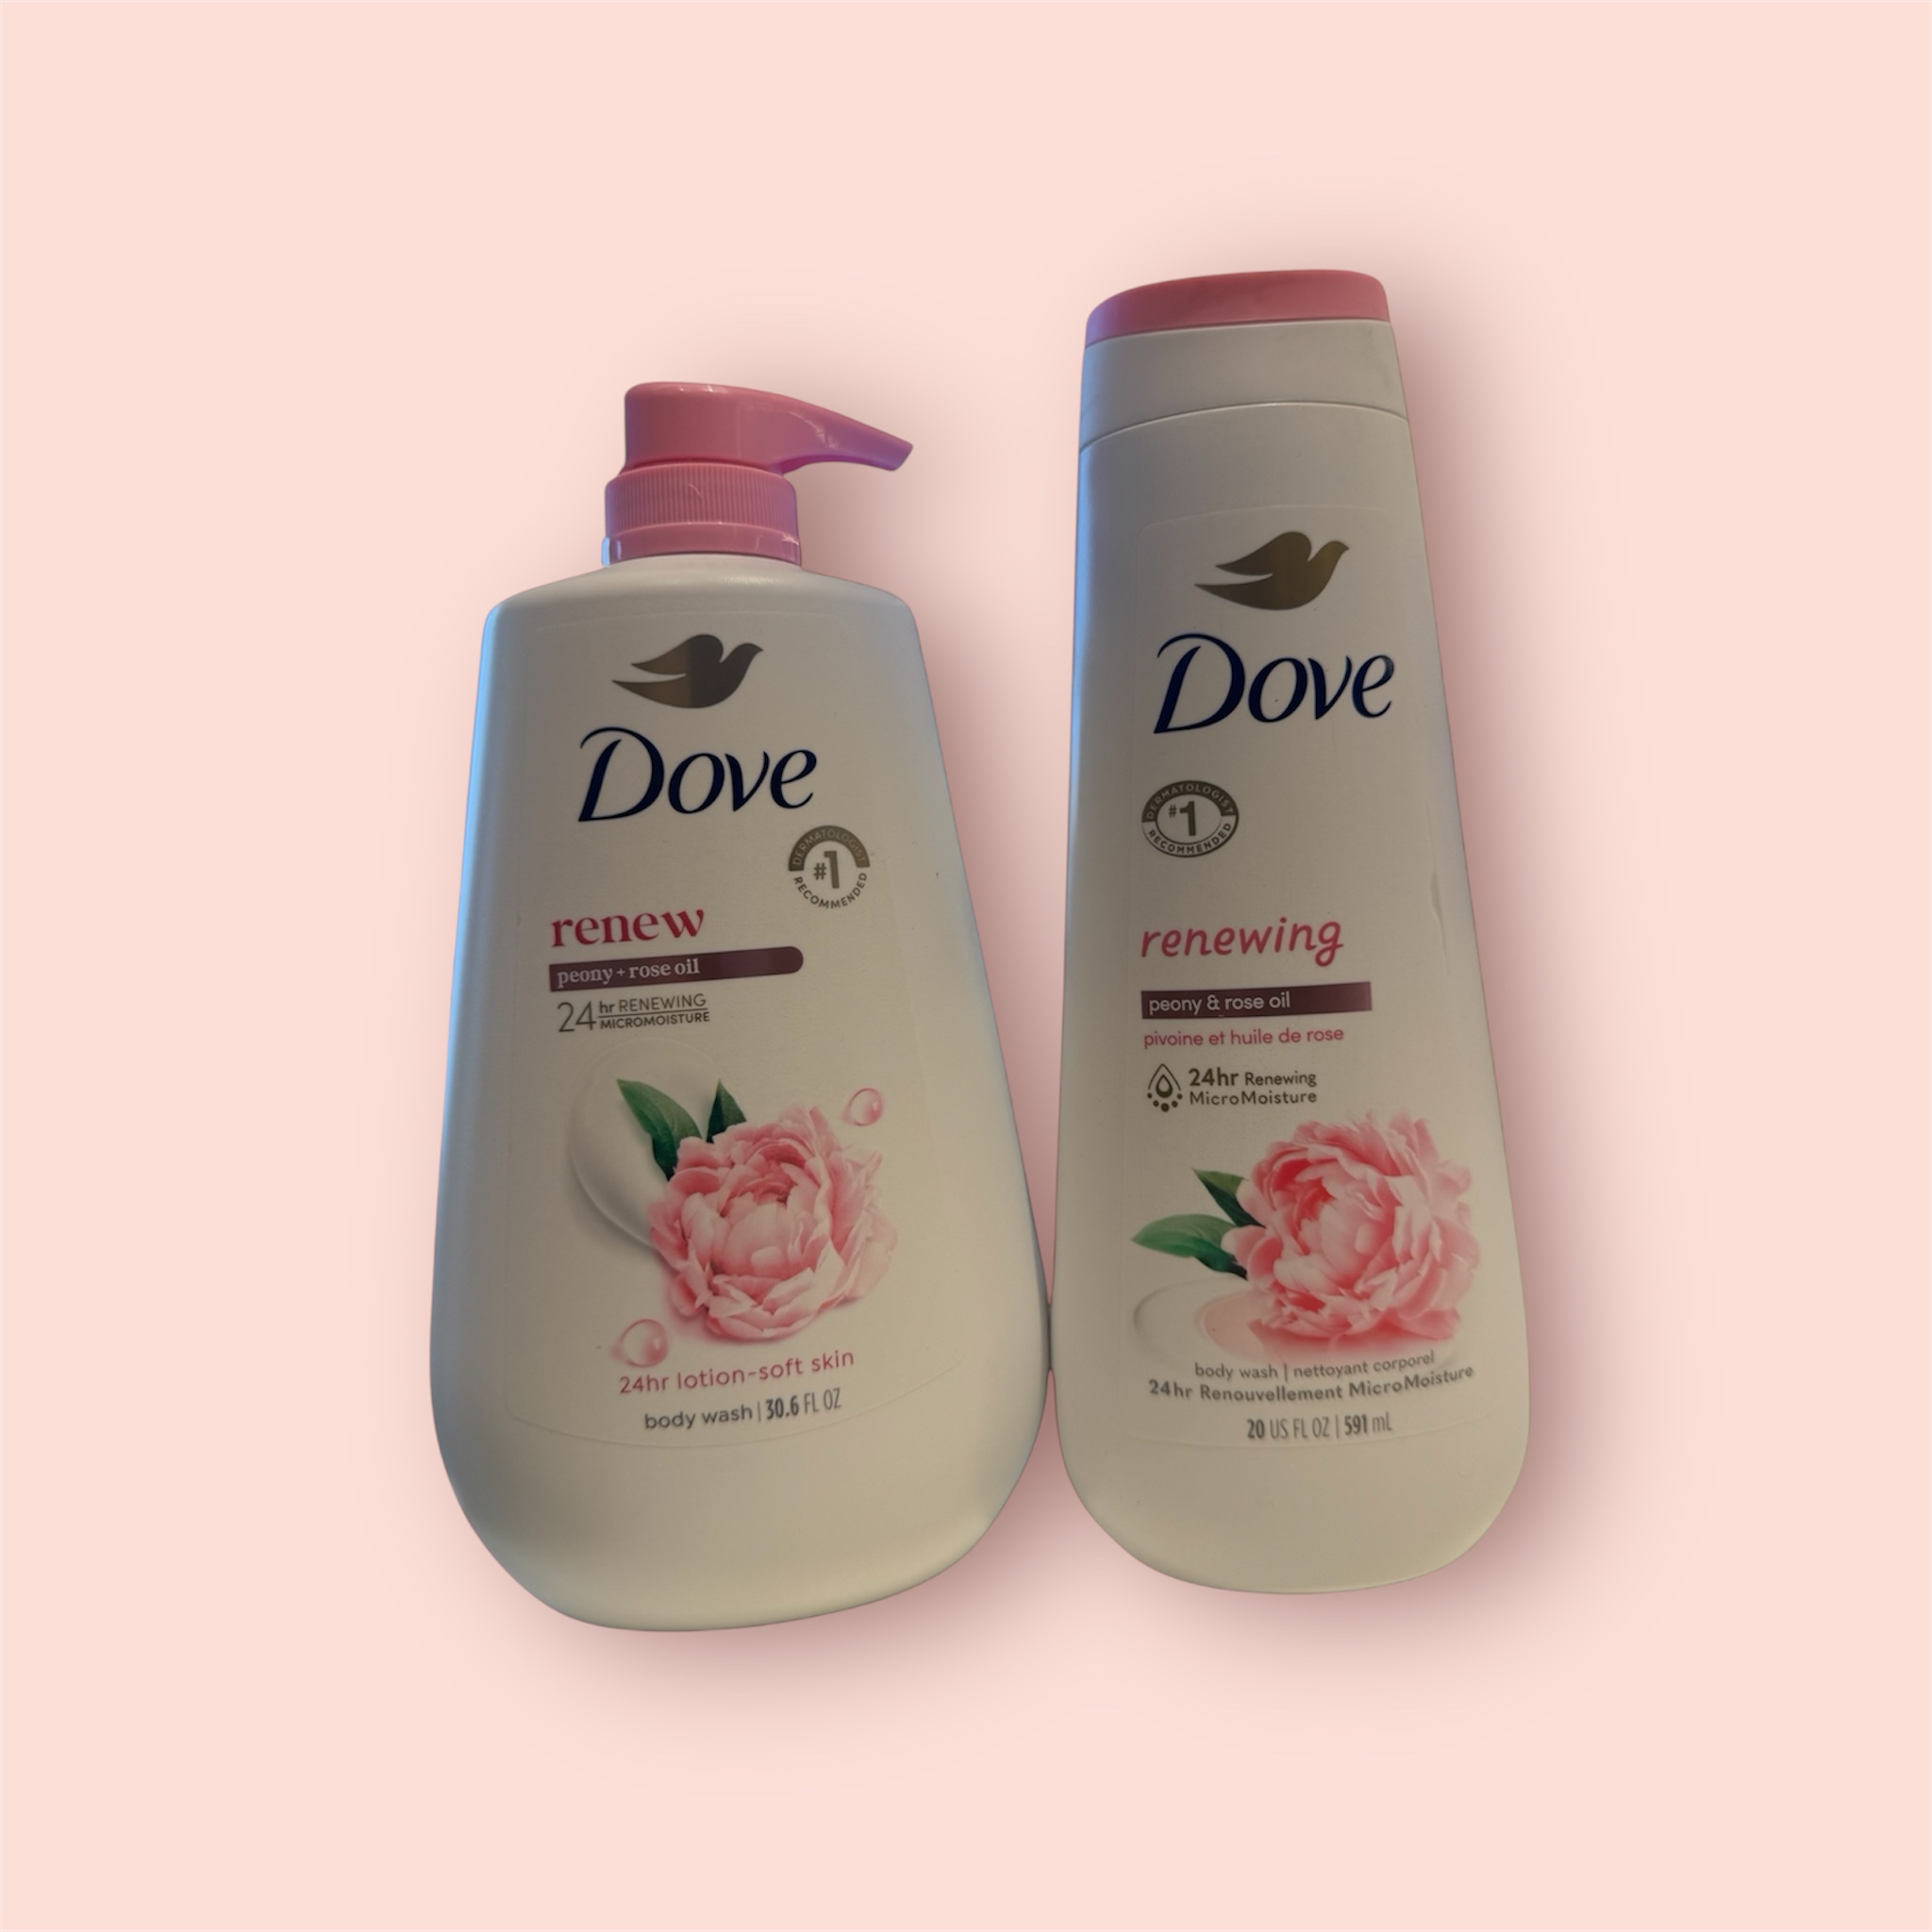 Dove
DERMATOLOGIST
#1
RECOMMENDED
renew
peony + rose oil
24 hr RENEWING
MICROMOISTURE
24hr lotion-soft skin
body wash | 30.6 FL OZ
Dove
DERMATOLOGIST
#1
RECOMMENDED
renewing
peony & rose oil
pivoine et huile de rose
24hr Renewing
MicroMoisture
body wash | nettoyant corporel
24hr Renouvellement MicroMoisture
20 US FL OZ | 591 mL